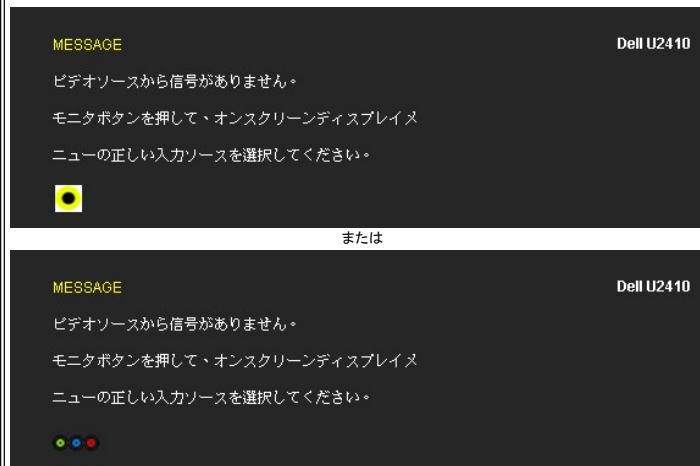 MESSAGE
Dell U2410
ビデオソースから信号がありません。
モニタボタンを押して、オンスクリーンディスプレイメ
ニューの正しい入力ソースを選択してください。
または
MESSAGE
Dell U2410
ビデオソースから信号がありません。
モニタボタンを押して、オンスクリーンディスプレイメ
ニューの正しい入力ソースを選択してください。